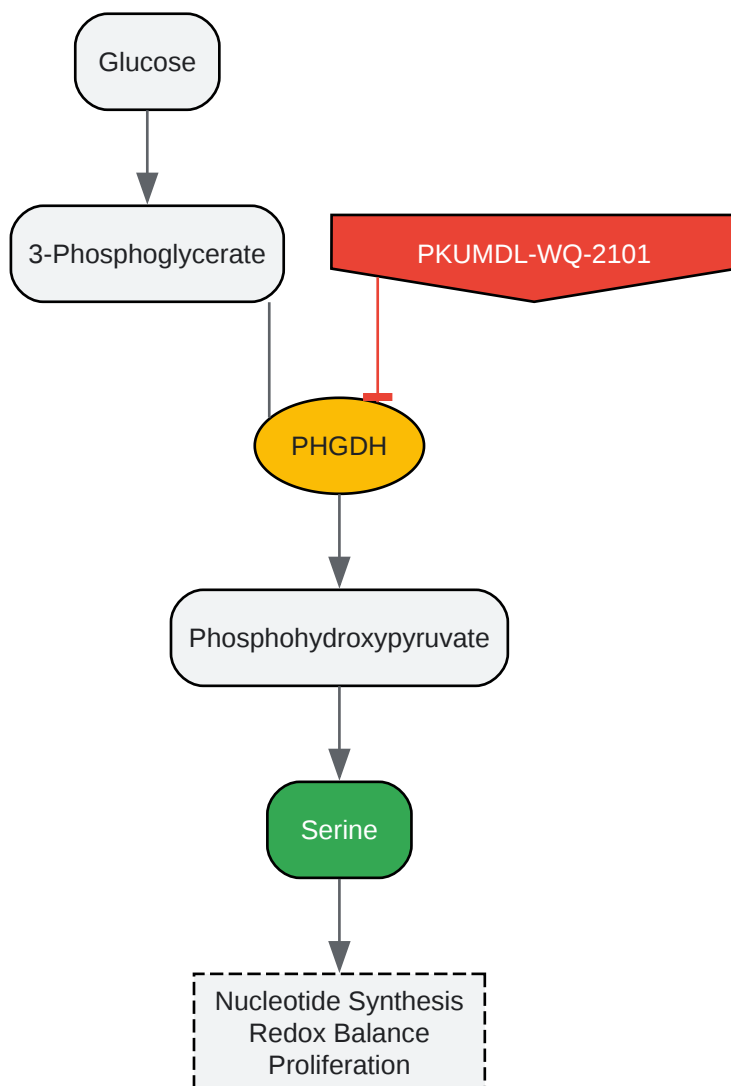 Glucose
3-Phosphoglycerate
PKUMDL-WQ-2101
PHGDH
Phosphohydroxypyruvate
Serine
Nucleotide Synthesis
Redox Balance
Proliferation